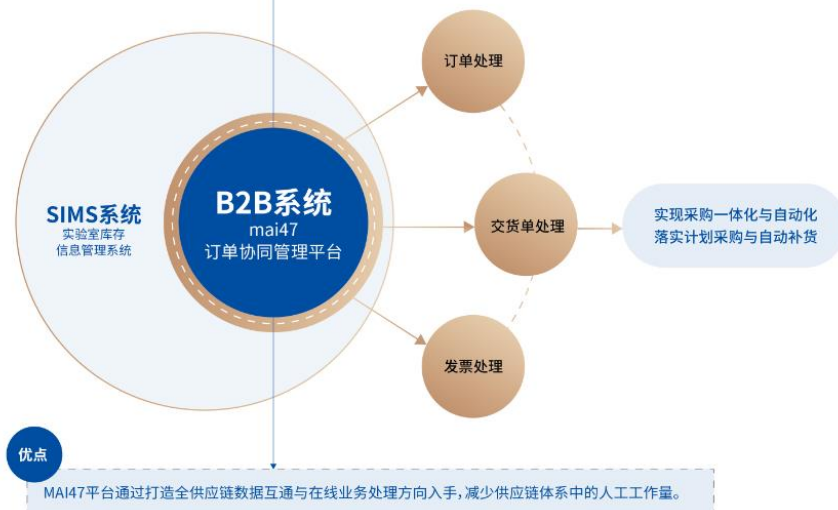 订单处理
SIMS系统
实验室库存
信息管理系统
B2B系统
mai47
订单协同管理平台
交货单处理
实现采购一体化与自动化
落实计划采购与自动补货
发票处理
优点
MAI47平台通过打造全供应链数据互通与在线业务处理方向入手,减少供应链体系中的人工工作量。